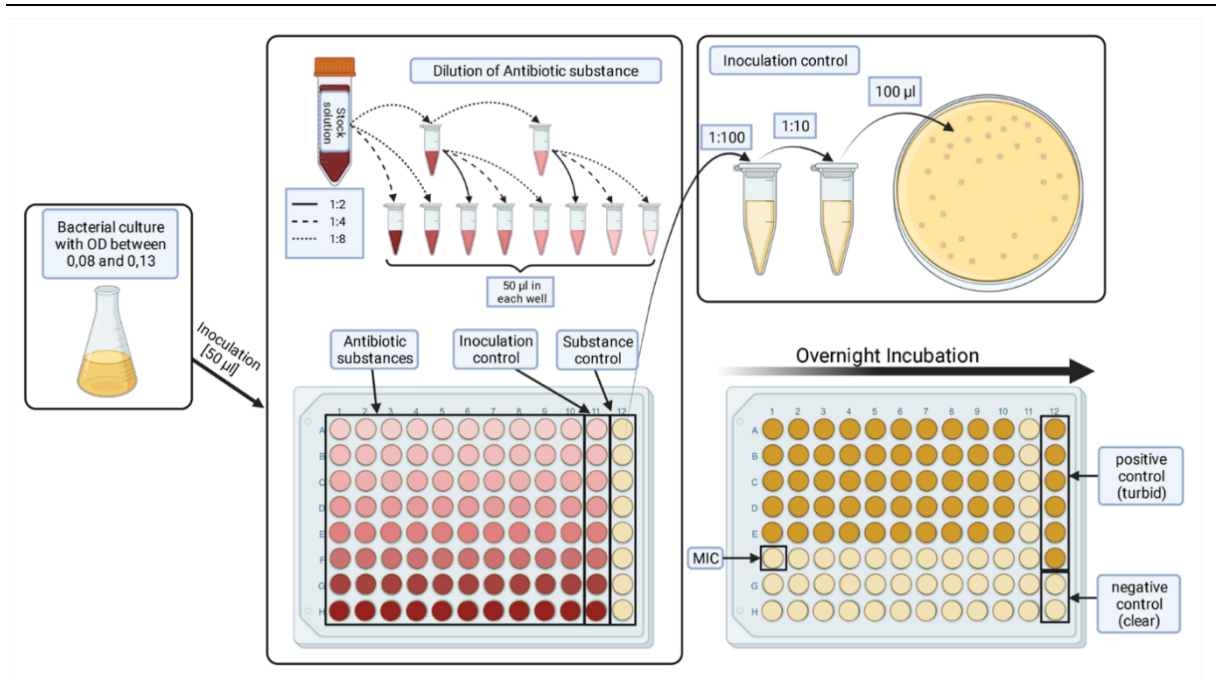 Bacterial culture
with OD between
0,08 and 0,13
Inoculation
[50 µl]
Dilution of Antibiotic substance
Stock
solution
1:2
1:4
1:8
50 µl in
each well
Antibiotic
substances
Inoculation
control
Substance
control
1 2 3 4 5 6 7 8 9 10 11 12
A
B
C
D
E
F
G
H
Inoculation control
1:100
1:10
100 µl
Overnight Incubation
1 2 3 4 5 6 7 8 9 10 11 12
A
B
C
D
E
F
G
H
MIC
positive
control
(turbid)
negative
control
(clear)